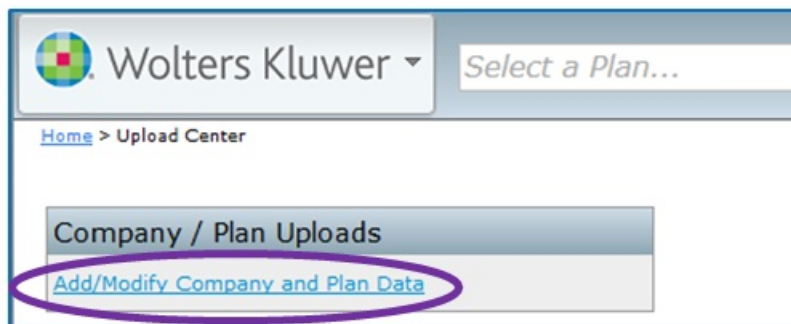 Wolters Kluwer
Select a Plan...
Home > Upload Center
Company / Plan Uploads
Add/Modify Company and Plan Data